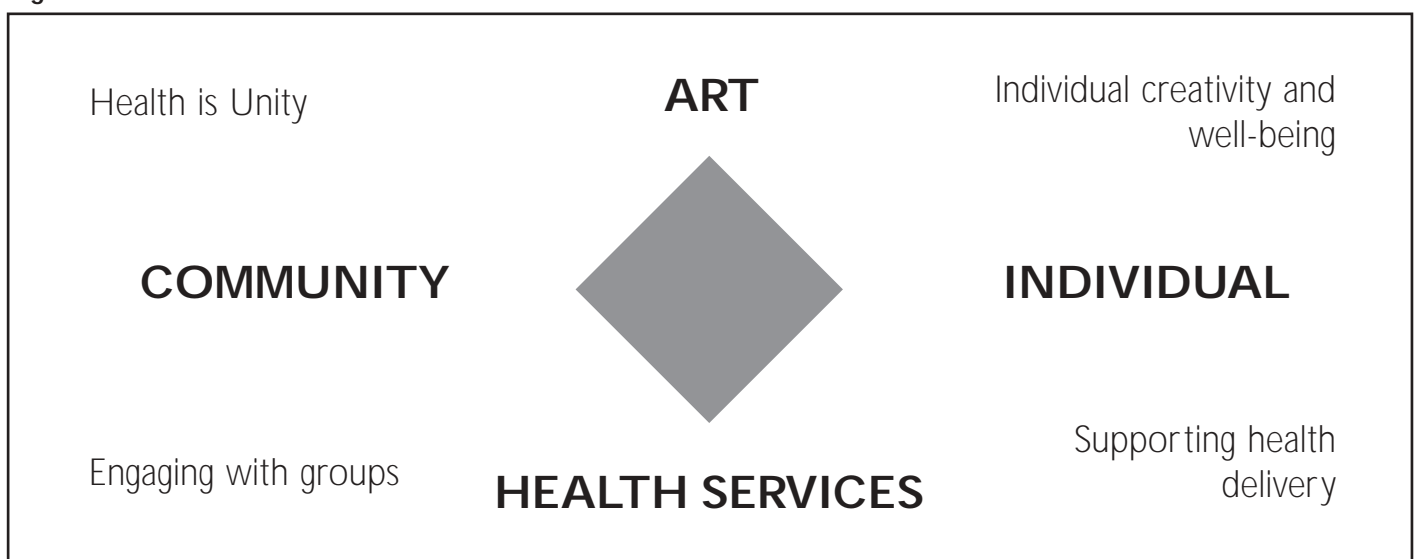 Health is Unity
ART
Individual creativity and
well-being
COMMUNITY
INDIVIDUAL
Engaging with groups
HEALTH SERVICES
Supporting health
delivery